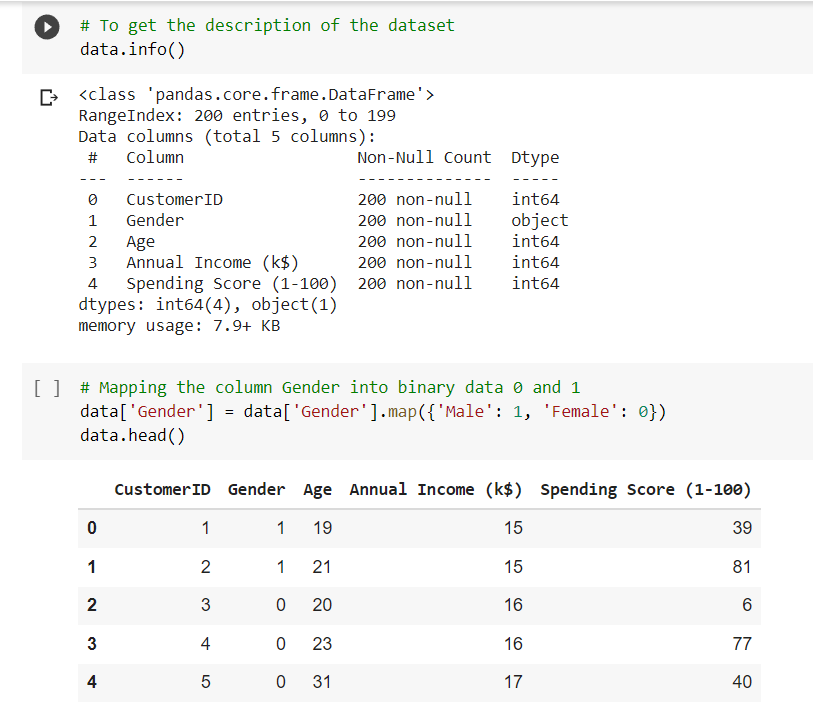 # To get the description of the dataset
data.info()
<class 'pandas.core.frame.DataFrame'>
RangeIndex: 200 entries, 0 to 199
Data columns (total 5 columns):
 #   Column                  Non-Null Count  Dtype
---  ------                  --------------  -----
 0   CustomerID              200 non-null    int64
 1   Gender                  200 non-null    object
 2   Age                     200 non-null    int64
 3   Annual Income (k$)      200 non-null    int64
 4   Spending Score (1-100)  200 non-null    int64
dtypes: int64(4), object(1)
memory usage: 7.9+ KB
[ ] # Mapping the column Gender into binary data 0 and 1
data['Gender'] = data['Gender'].map({'Male': 1, 'Female': 0})
data.head()
CustomerID Gender Age Annual Income (k$) Spending Score (1-100)
0 1 1 19 15 39
1 2 1 21 15 81
2 3 0 20 16 6
3 4 0 23 16 77
4 5 0 31 17 40